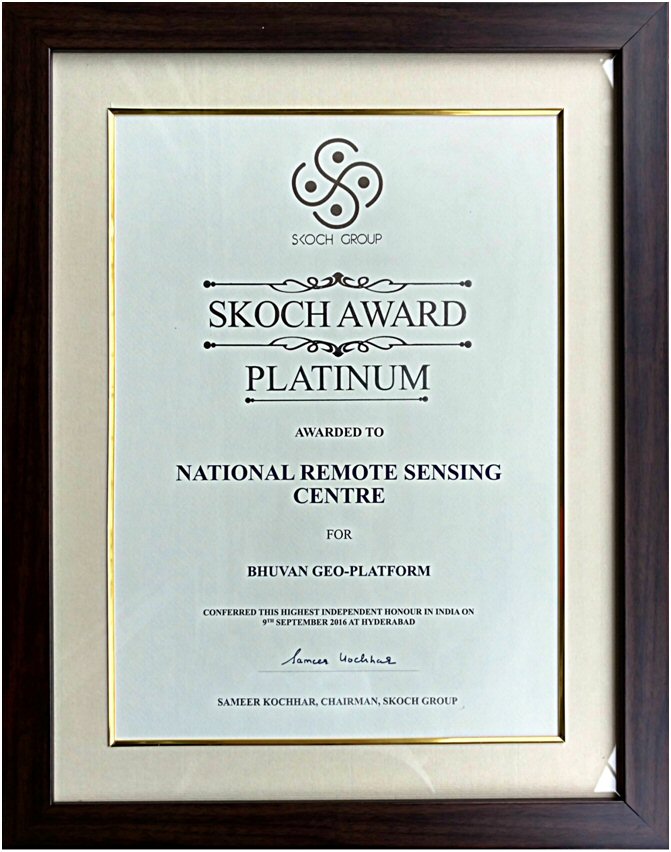 SKOCH GROUP
SKOCH AWARD
PLATINUM
AWARDED TO
NATIONAL REMOTE SENSING
CENTRE
FOR
BHUVAN GEO-PLATFORM
CONFERRED THIS HIGHEST INDEPENDENT HONOUR IN INDIA ON
9TH SEPTEMBER 2016 AT HYDERABAD
Sameer Kochhar
SAMEER KOCHHAR, CHAIRMAN, SKOCH GROUP